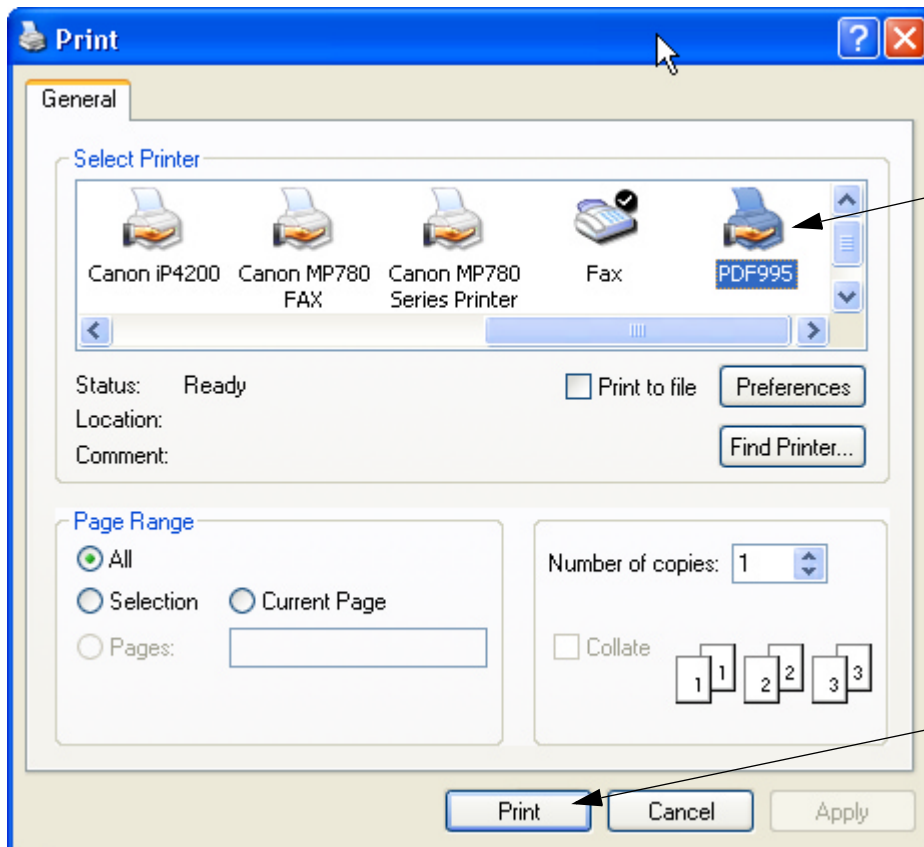 Print
General
Select Printer
Canon iP4200 Canon MP780 FAX Canon MP780 Series Printer Fax PDF995
Status: Ready
Print to file Preferences
Location:
Comment:
Find Printer...
Page Range
All
Selection Current Page
Pages:
Number of copies: 1
Collate
1 1 2 2 3 3
Print Cancel Apply